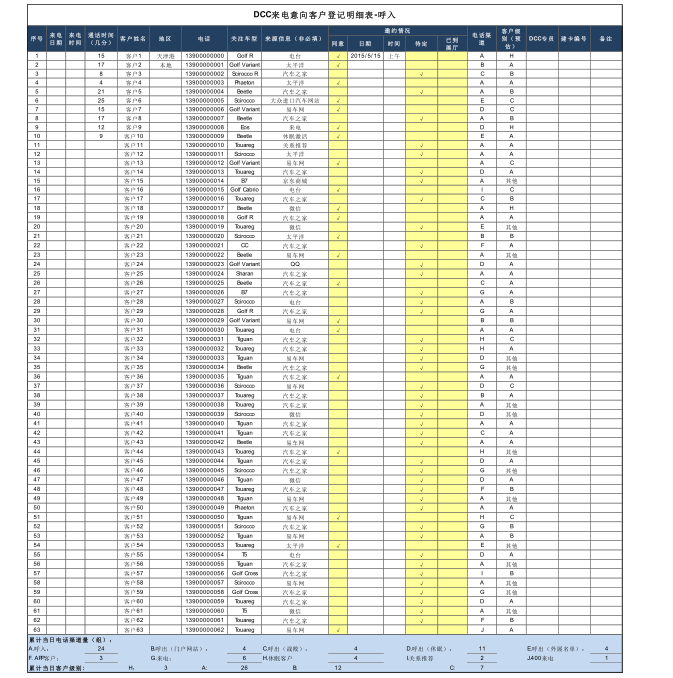 DCC来电意向客户登记明细表-呼入
序号 来电日期 来电时间 通话时间（几分） 客户姓名 地区 电话 关注车型 来源信息（非必填） 邀约情况 电话渠道 客户级别（预估） DCC专员 建卡编号 备注
同意 日期 时间 待定 已到展厅
1 15 客户1 天津港 13900000000 Golf R 电台 √ 2015/5/15 上午 A H
2 17 客户2 本地 13900000001 Golf Variant 太平洋 √ B A
3 8 客户3 13900000002 Scirocco R 汽车之家 √ C B
4 4 客户4 13900000003 Phaeton 太平洋 √ A A
5 21 客户5 13900000004 Beetle 汽车之家 √ A B
6 25 客户6 13900000005 Scirocco 大众进口汽车网站 √ E C
7 15 客户7 13900000006 Golf Variant 易车网 √ D C
8 17 客户8 13900000007 Beetle 汽车之家 √ A B
9 12 客户9 13900000008 Eos 来电 √ D H
10 9 客户10 13900000009 Beetle 休眠激活 √ E A
11 客户11 13900000010 Touareg 关系推荐 √ A A
12 客户12 13900000011 Scirocco 太平洋 √ A A
13 客户13 13900000012 Golf Variant 易车网 √ A C
14 客户14 13900000013 Touareg 汽车之家 √ D A
15 客户15 13900000014 B7 京东商城 √ A 其他
16 客户16 13900000015 Golf Cabrio 电台 √ I C
17 客户17 13900000016 Touareg 汽车之家 √ C B
18 客户18 13900000017 Beetle 微信 √ A H
19 客户19 13900000018 Golf R 汽车之家 √ A A
20 客户20 13900000019 Touareg 微信 √ E 其他
21 客户21 13900000020 Scirocco 太平洋 √ B B
22 客户22 13900000021 CC 汽车之家 √ F A
23 客户23 13900000022 Beetle 易车网 √ A 其他
24 客户24 13900000023 Golf Variant QQ √ D A
25 客户25 13900000024 Sharan 汽车之家 √ A A
26 客户26 13900000025 Beetle 汽车之家 √ C A
27 客户27 13900000026 B7 汽车之家 √ G A
28 客户28 13900000027 Scirocco 电台 √ A B
29 客户29 13900000028 Golf R 汽车之家 √ G A
30 客户30 13900000029 Golf Variant 易车网 √ B B
31 客户31 13900000030 Touareg 电台 √ A A
32 客户32 13900000031 Tiguan 汽车之家 √ H C
33 客户33 13900000032 Touareg 汽车之家 √ H A
34 客户34 13900000033 Tiguan 易车网 √ D 其他
35 客户35 13900000034 Beetle 汽车之家 √ G 其他
36 客户36 13900000035 Tiguan 汽车之家 √ A A
37 客户37 13900000036 Scirocco 易车网 √ D C
38 客户38 13900000037 Touareg 汽车之家 √ A B
39 客户39 13900000038 Touareg 汽车之家 √ A 其他
40 客户40 13900000039 Scirocco 微信 √ D 其他
41 客户41 13900000040 Tiguan 汽车之家 √ A A
42 客户42 13900000041 Tiguan 汽车之家 √ C A
43 客户43 13900000042 Beetle 易车网 √ A A
44 客户44 13900000043 Touareg 汽车之家 √ H 其他
45 客户45 13900000044 Tiguan 汽车之家 √ D A
46 客户46 13900000045 Scirocco 汽车之家 √ G 其他
47 客户47 13900000046 Tiguan 微信 √ D 其他
48 客户48 13900000047 Touareg 汽车之家 √ F B
49 客户49 13900000048 Tiguan 易车网 √ A 其他
50 客户50 13900000049 Phaeton 汽车之家 √ A A
51 客户51 13900000050 Tiguan 易车网 √ H C
52 客户52 13900000051 Scirocco 汽车之家 √ G B
53 客户53 13900000052 Tiguan 汽车之家 √ A B
54 客户54 13900000053 Touareg 太平洋 √ E 其他
55 客户55 13900000054 T5 电台 √ D A
56 客户56 13900000055 Tiguan 汽车之家 √ A 其他
57 客户57 13900000056 Golf Cross 汽车之家 √ I B
58 客户58 13900000057 Scirocco 易车网 √ A 其他
59 客户59 13900000058 Golf Cross 汽车之家 √ G 其他
60 客户60 13900000059 Touareg 汽车之家 √ D A
61 客户61 13900000060 T5 微信 √ A 其他
62 客户62 13900000061 Touareg 汽车之家 √ F B
63 客户63 13900000062 Touareg 易车网 √ J A
累计当日电话渠道量（组）：
A.呼入： 24 B呼出（门户网站）： 4 C呼出（战败）： 4 D.呼出（休眠）： 11 E.呼出（外展名单）： 4
F. APP客户： 3 G.来电： 6 H.休眠客户 4 I.关系推荐 2 J.400来电 1
累计当日客户级别： H: 3 A: 26 B: 12 C: 7